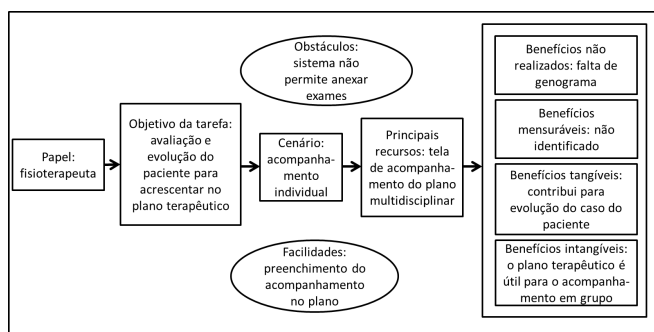 Papel:
fisioterapeuta
Objetivo da tarefa:
avaliação e
evolução do
paciente para
acrescentar no
plano terapêutico
Obstáculos:
sistema não
permite anexar
exames
Cenário:
acompanha-
mento
individual
Facilidades:
preenchimento do
acompanhamento
no plano
Principais
recursos: tela
de acompanha-
mento do plano
multidisciplinar
Benefícios não
realizados: falta de
genograma
Benefícios
mensuráveis: não
identificado
Benefícios tangíveis:
contribui para
evolução do caso do
paciente
Benefícios intangíveis:
o plano terapêutico é
útil para o acompanha-
mento em grupo